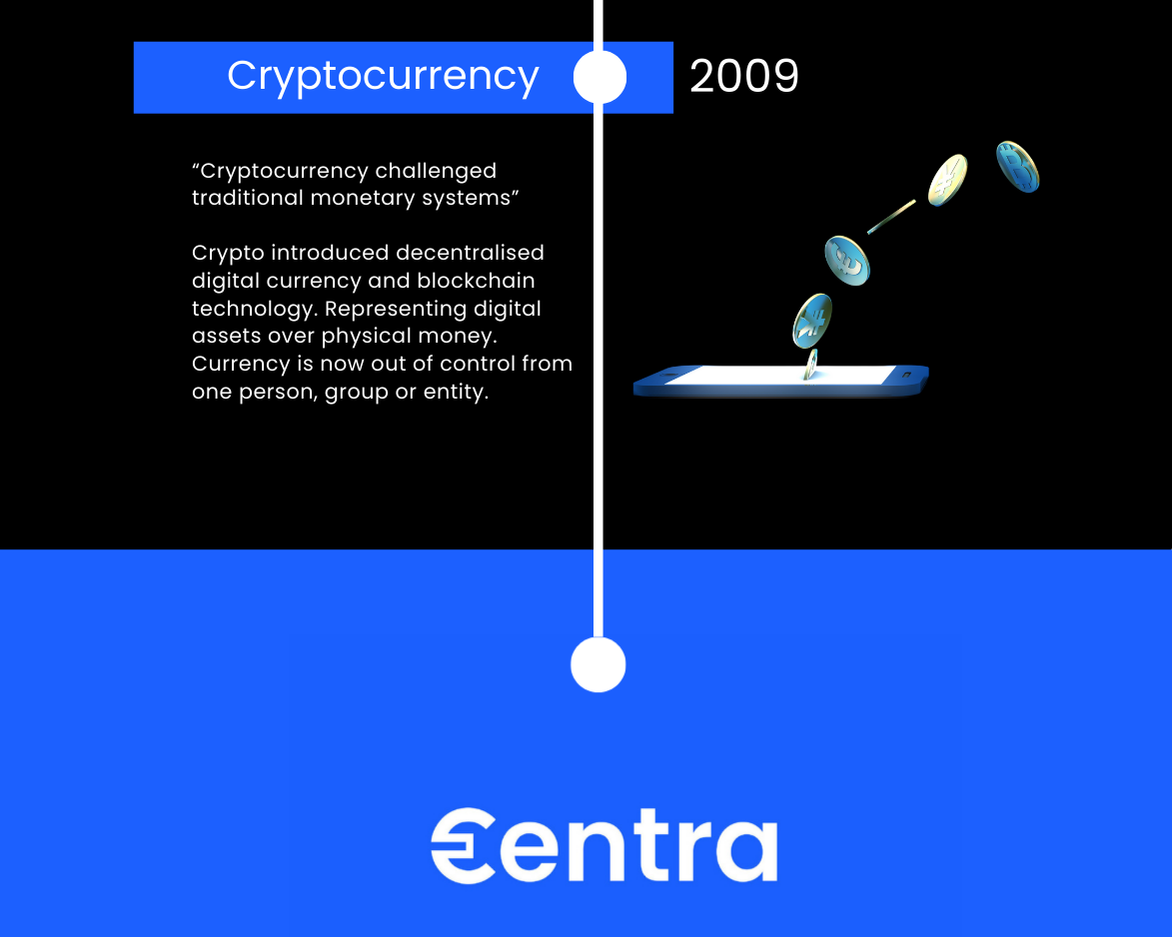 Cryptocurrency
2009
“Cryptocurrency challenged
traditional monetary systems”
Crypto introduced decentralised
digital currency and blockchain
technology. Representing digital
assets over physical money.
Currency is now out of control from
one person, group or entity.
€entra